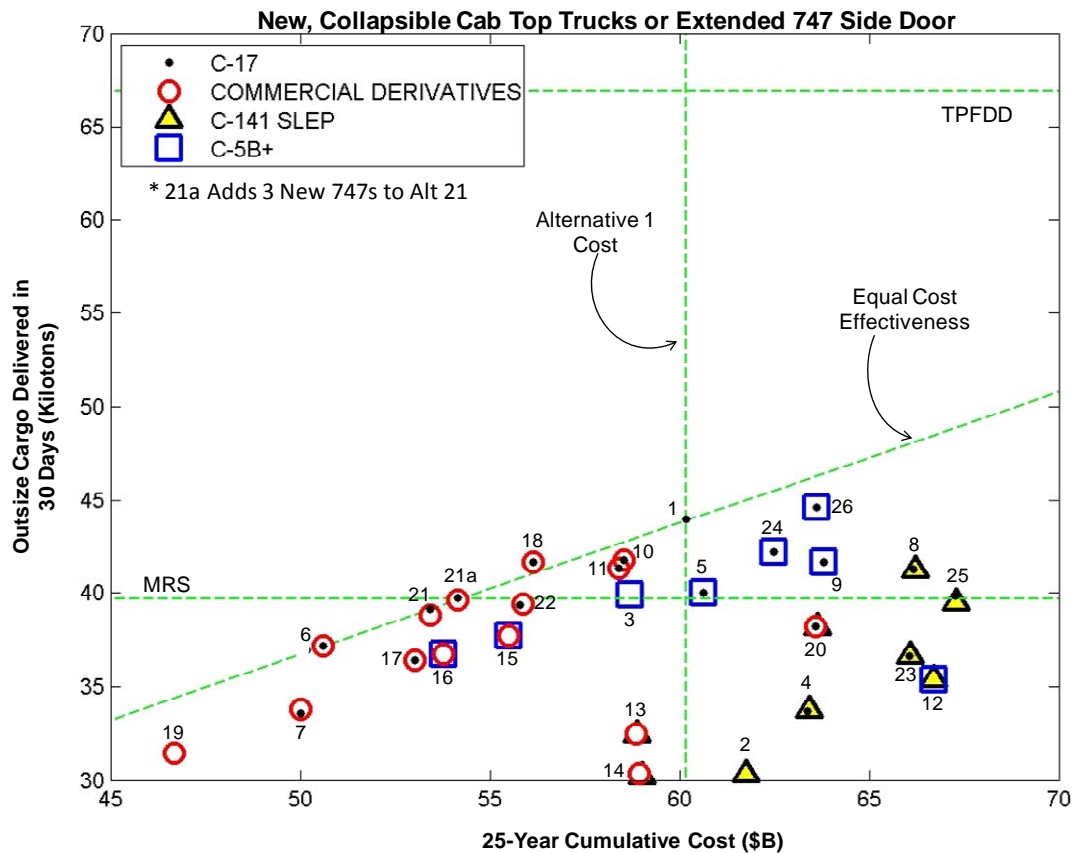 New, Collapsible Cab Top Trucks or Extended 747 Side Door
70
65
60
55
50
45
40
35
30
Outsize Cargo Delivered in
30 Days (Kilotons)
C-17
COMMERCIAL DERIVATIVES
C-141 SLEP
C-5B+
* 21a Adds 3 New 747s to Alt 21
TPFDD
Alternative 1
Cost
Equal Cost
Effectiveness
MRS
1
26
24
18
10
11
5
9
8
25
21a
21
22
3
6
17
16
15
20
23
12
7
4
19
13
14
2
45
50
55
60
65
70
25-Year Cumulative Cost ($B)